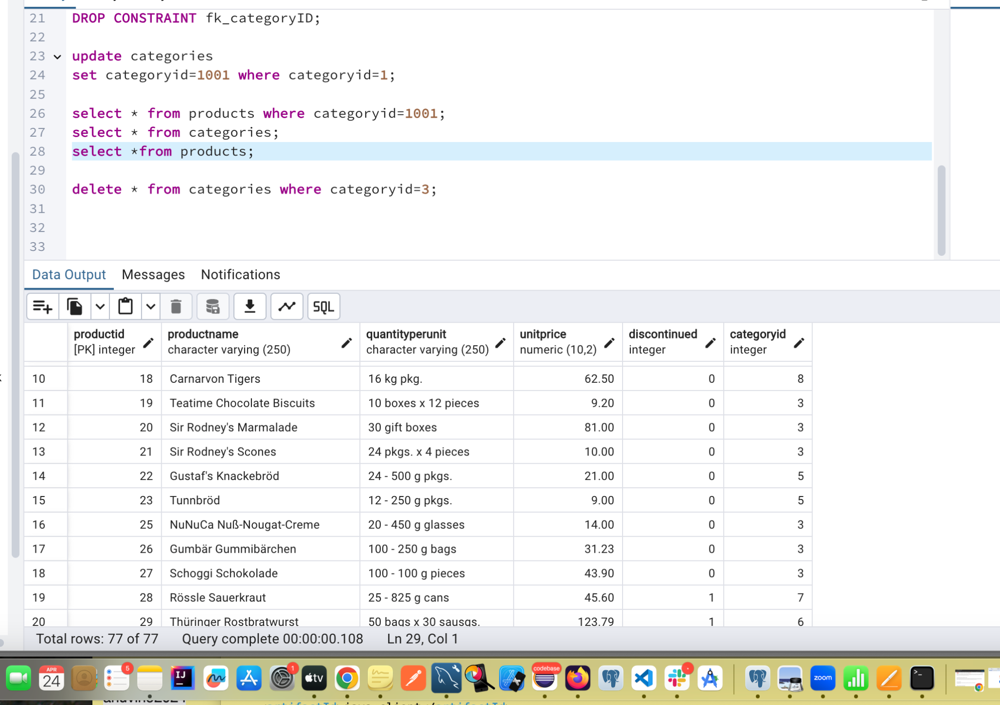 21 DROP CONSTRAINT fk_categoryID;
22
23 update categories
24 set categoryid=1001 where categoryid=1;
25
26 select * from products where categoryid=1001;
27 select * from categories;
28 select *from products;
29
30 delete * from categories where categoryid=3;
31
32
33
Data Output Messages Notifications
SQL
productid productname quantityperunit unitprice discontinued categoryid
[PK] integer character varying (250) character varying (250) numeric (10,2) integer integer
10 18 Carnarvon Tigers 16 kg pkg. 62.50 0 8
11 19 Teatime Chocolate Biscuits 10 boxes x 12 pieces 9.20 0 3
12 20 Sir Rodney's Marmalade 30 gift boxes 81.00 0 3
13 21 Sir Rodney's Scones 24 pkgs. x 4 pieces 10.00 0 3
14 22 Gustaf's Knackebröd 24 - 500 g pkgs. 21.00 0 5
15 23 Tunnbröd 12 - 250 g pkgs. 9.00 0 5
16 25 NuNuCa Nuß-Nougat-Creme 20 - 450 g glasses 14.00 0 3
17 26 Gumbär Gummibärchen 100 - 250 g bags 31.23 0 3
18 27 Schoggi Schokolade 100 - 100 g pieces 43.90 0 3
19 28 Rössle Sauerkraut 25 - 825 g cans 45.60 1 7
20 29 Thüringer Rostbratwurst 50 bags x 30 sausgs. 123.79 1 6
Total rows: 77 of 77 Query complete 00:00:00.108 Ln 29, Col 1
APR 5 1 codebase
24 IJ tv zoom >_